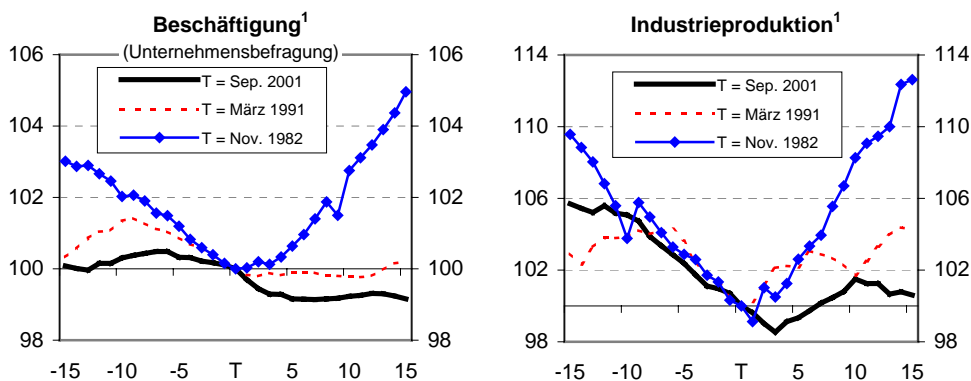 Beschäftigung¹
(Unternehmensbefragung)
106
104
102
100
98
106
104
102
100
98
T = Sep. 2001
T = März 1991
T = Nov. 1982
-15 -10 -5 T 5 10 15
Industrieproduktion¹
114
110
106
102
98
114
110
106
102
98
T = Sep. 2001
T = März 1991
T = Nov. 1982
-15 -10 -5 T 5 10 15